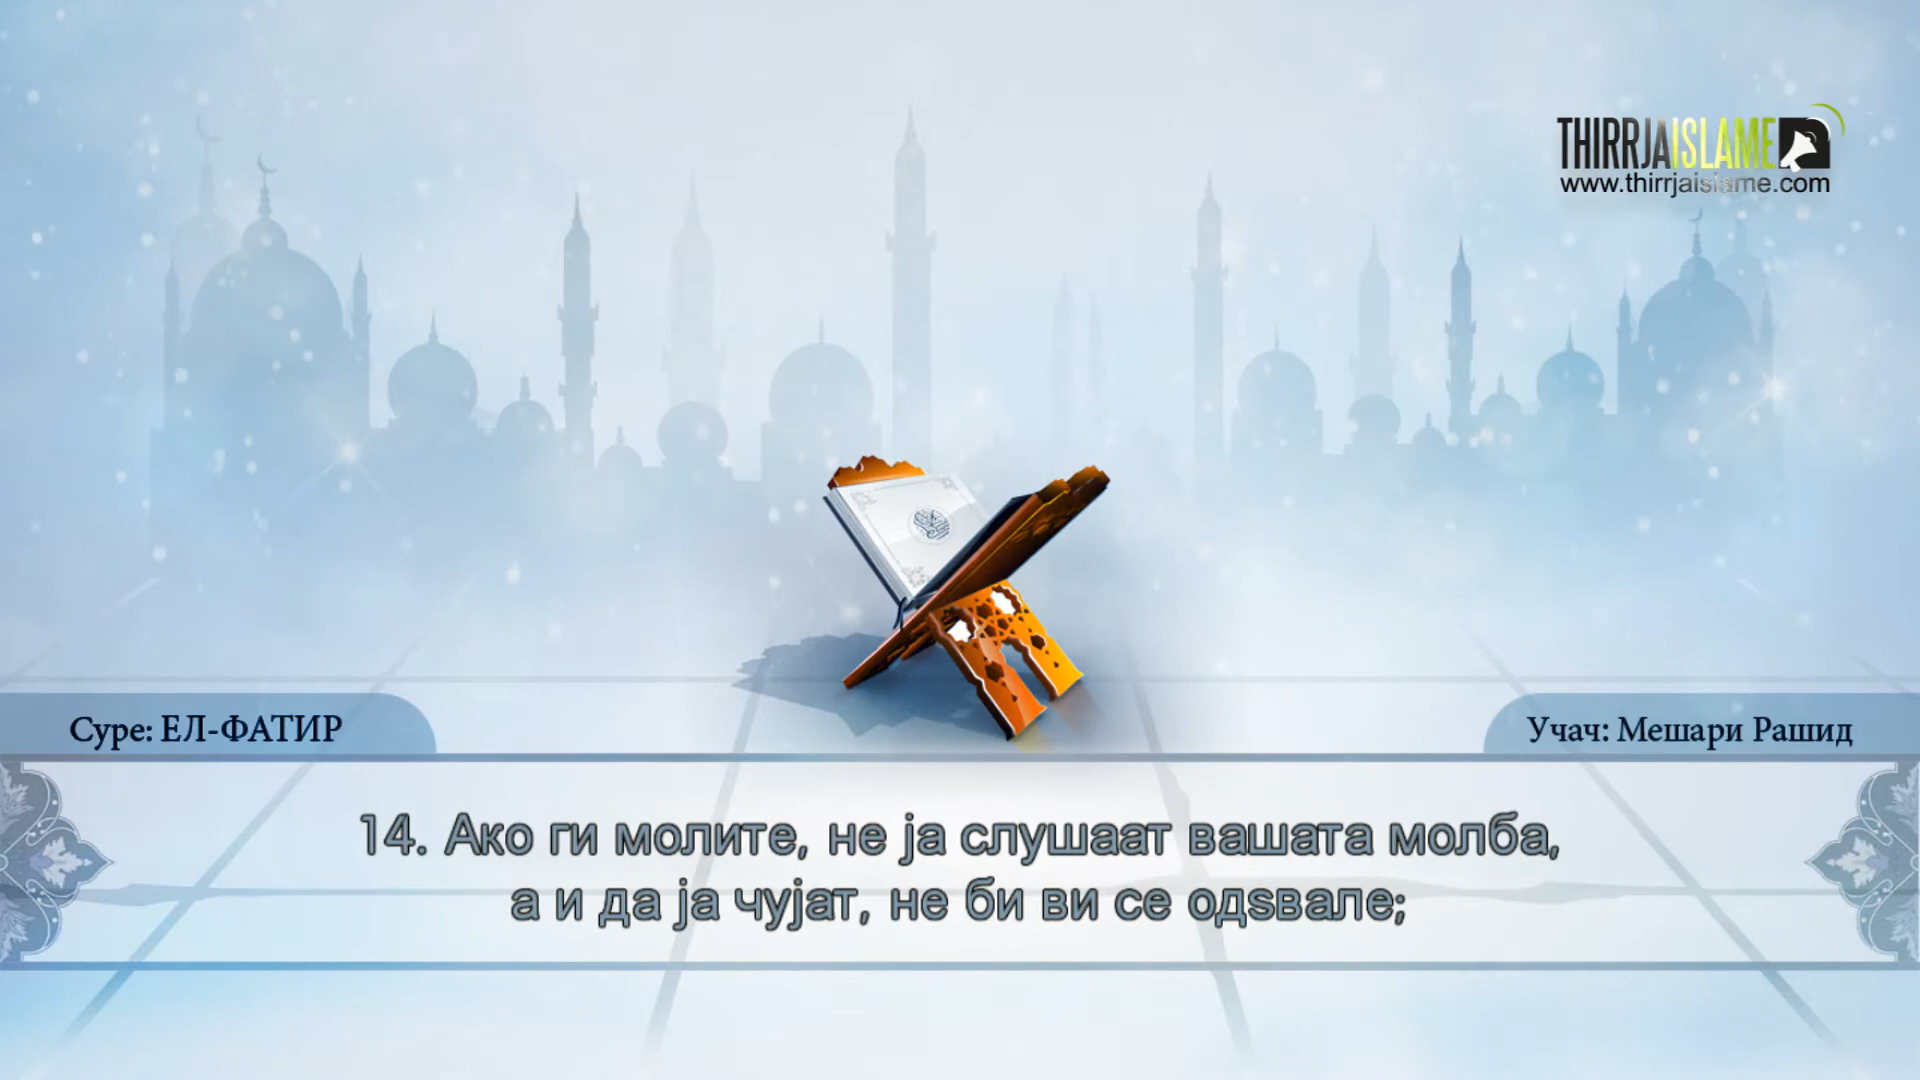 THIRRJAISLAME
www.thirrjaislame.com
Суре: ЕЛ-ФАТИР
Учач: Мешари Рашид
14. Ако ги молите, не ја слушаат вашата молба,
а и да ја чујат, не би ви се одѕвале;